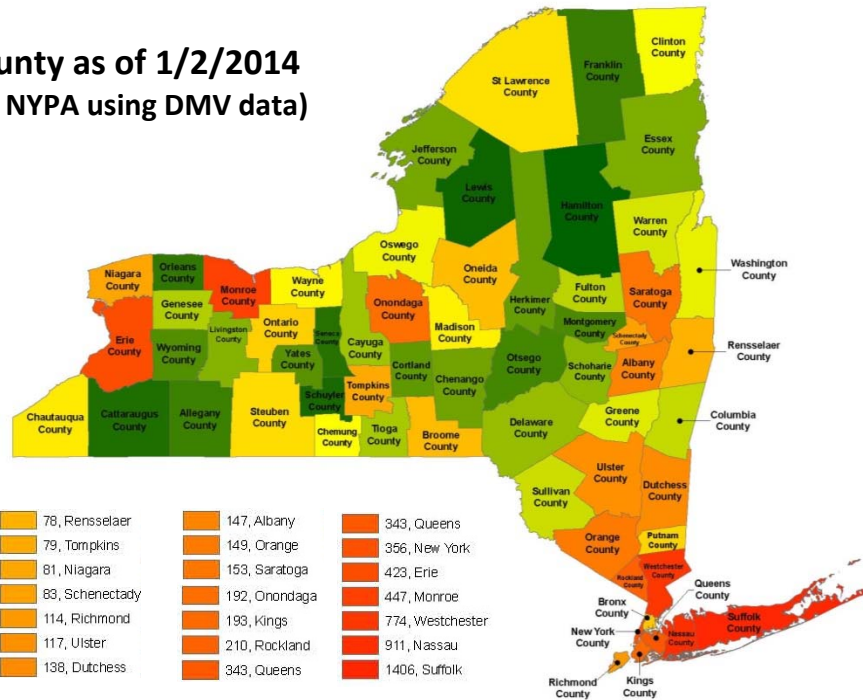 ounty as of 1/2/2014
NYPA using DMV data)
Clinton
County
Franklin
County
St Lawrence
County
Essex
County
Jefferson
County
Lewis
County
Hamilton
County
Warren
County
Washington
County
Oswego
County
Oneida
County
Herkimer
County
Fulton
County
Saratoga
County
Niagara
County
Orleans
County
Monroe
County
Wayne
County
Genesee
County
Onondaga
County
Madison
County
Montgomery
County
Schenectady
County
Rensselaer
County
Erie
County
Wyoming
County
Livingston
County
Ontario
County
Seneca
County
Cayuga
County
Yates
County
Cortland
County
Chenango
County
Otsego
County
Schoharie
County
Albany
County
Chautauqua
County
Cattaraugus
County
Allegany
County
Steuben
County
Schuyler
County
Tompkins
County
Chemung
County
Tioga
County
Broome
County
Delaware
County
Greene
County
Columbia
County
Sullivan
County
Ulster
County
Dutchess
County
Orange
County
Putnam
County
Rockland
County
Westchester
County
Bronx
County
Queens
County
New York
County
Nassau
County
Suffolk
County
Richmond
County
Kings
County
78, Rensselaer
79, Tompkins
81, Niagara
83, Schenectady
114, Richmond
117, Ulster
138, Dutchess
147, Albany
149, Orange
153, Saratoga
192, Onondaga
193, Kings
210, Rockland
343, Queens
343, Queens
356, New York
423, Erie
447, Monroe
774, Westchester
911, Nassau
1406, Suffolk